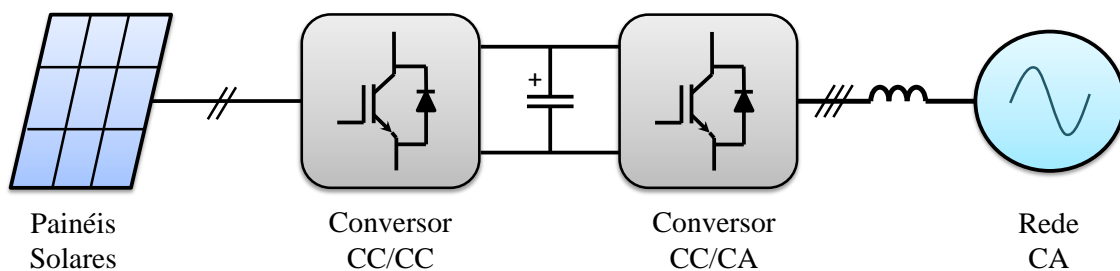 +
Painéis
Solares
Conversor
CC/CC
Conversor
CC/CA
Rede
CA